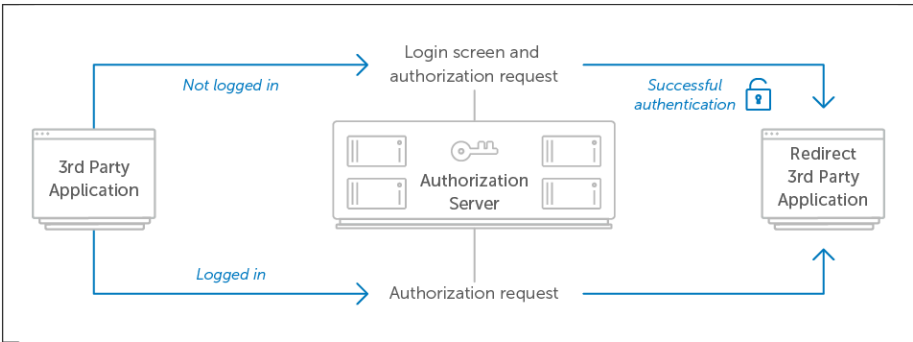 Login screen and
authorization request
Not logged in
Successful
authentication
3rd Party
Application
Authorization
Server
Redirect
3rd Party
Application
Logged in
Authorization request